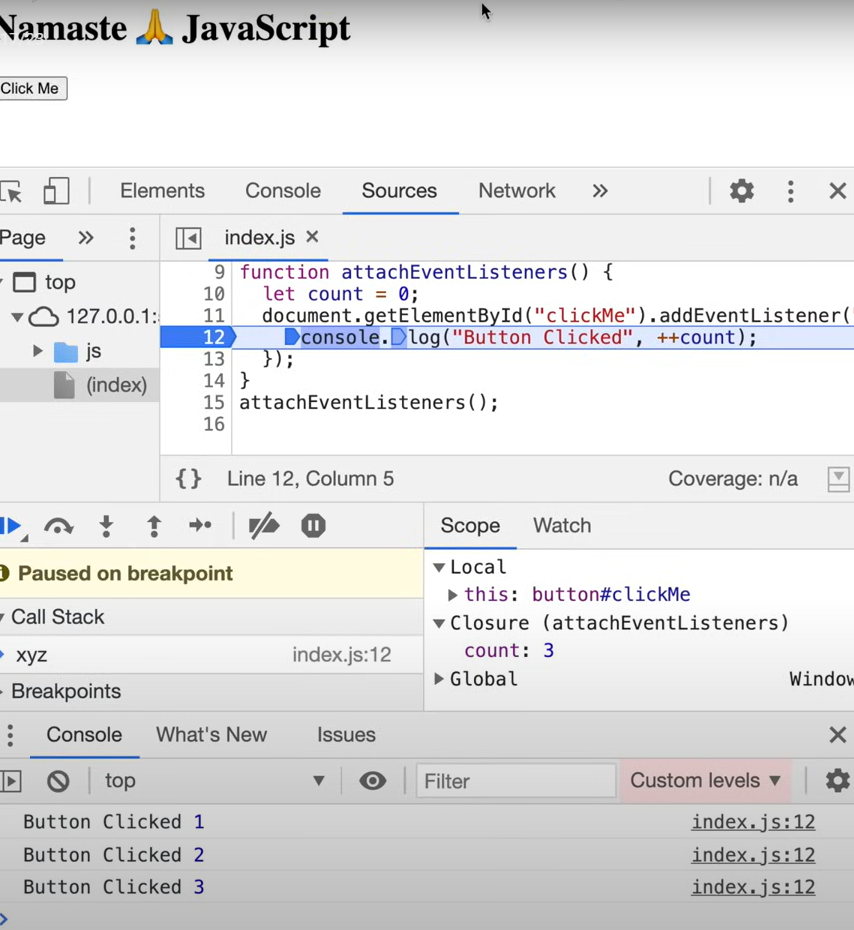 Namaste 🙏 JavaScript
Click Me
Elements Console Sources Network »
Page » index.js ×
top
127.0.0.1:
js
(index)
9 function attachEventListeners() {
10 let count = 0;
11 document.getElementById("clickMe").addEventListener(
12 console.log("Button Clicked", ++count);
13 });
14 }
15 attachEventListeners();
16
{} Line 12, Column 5 Coverage: n/a
Scope Watch
Paused on breakpoint
Call Stack
xyz index.js:12
Breakpoints
Local
this: button#clickMe
Closure (attachEventListeners)
count: 3
Global Window
Console What's New Issues
top Filter Custom levels
Button Clicked 1 index.js:12
Button Clicked 2 index.js:12
Button Clicked 3 index.js:12